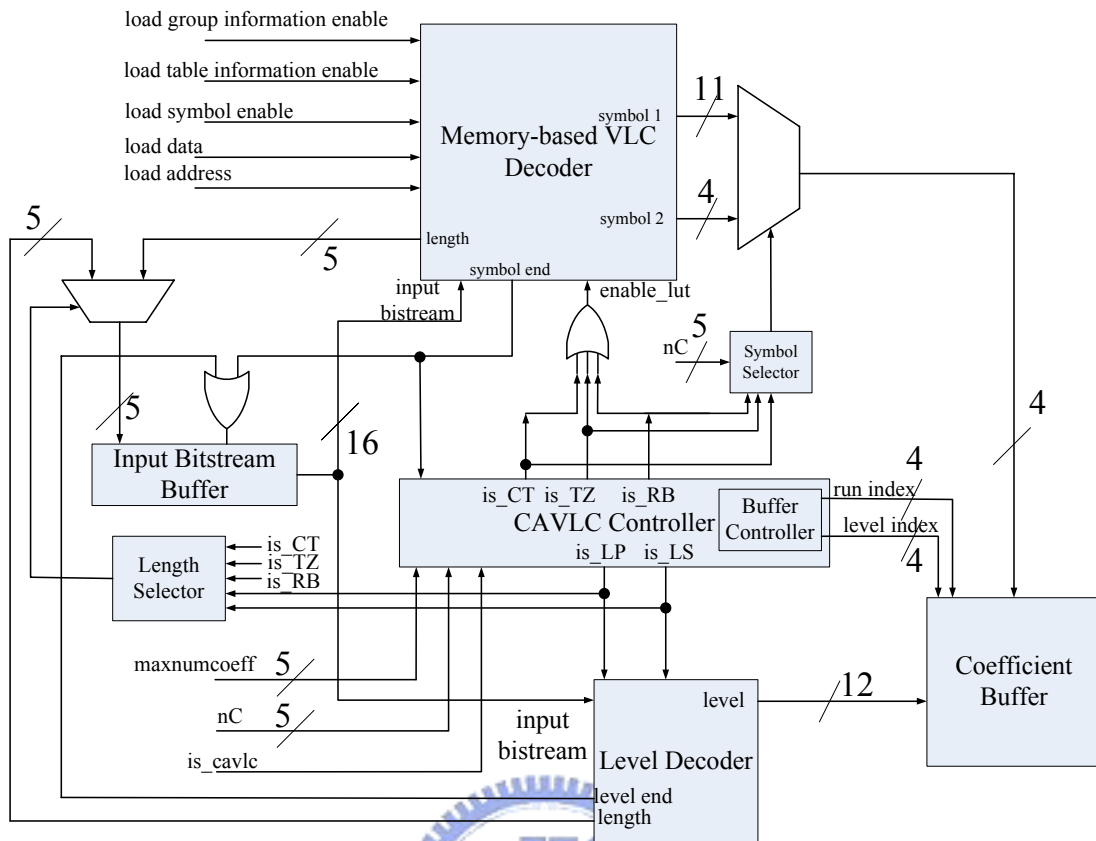 load group information enable
load table information enable
load symbol enable
load data
load address
symbol 1
11
Memory-based VLC
Decoder
symbol 2
4
length
symbol end
5
5
input
bistream
enable_lut
5
nC
Symbol
Selector
5
16
4
Input Bitstream
Buffer
is_CT
is_TZ
is_RB
CAVLC Controller
Buffer
Controller
run index
4
level index
4
is_LP
is_LS
Length
Selector
is_CT
is_TZ
is_RB
maxnumcoeff
5
nC
5
is_cavlc
input
bistream
level
12
Level Decoder
level end
length
Coefficient
Buffer